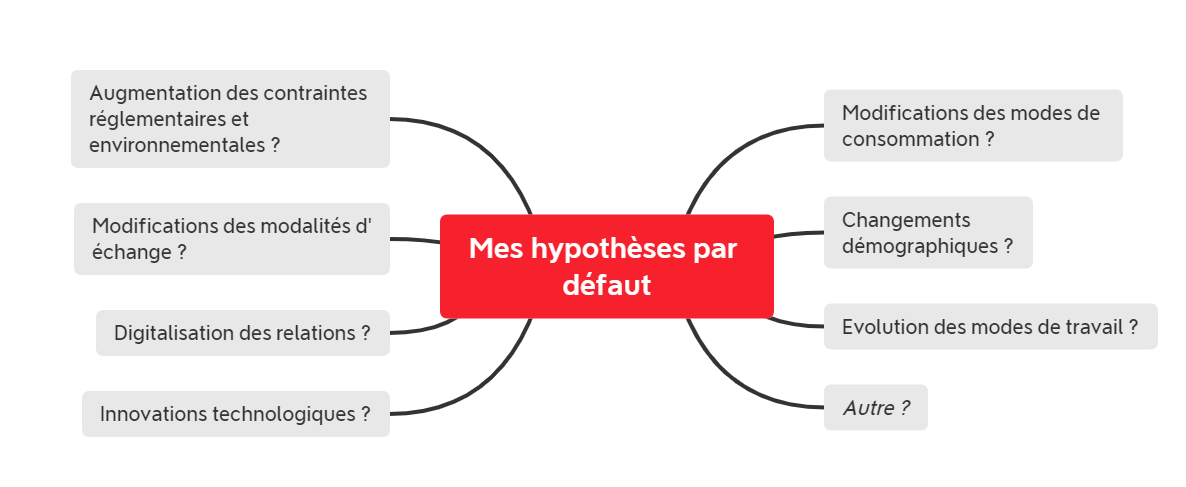 Augmentation des contraintes
réglementaires et
environnementales ?
Modifications des modalités d'
échange ?
Digitalisation des relations ?
Innovations technologiques ?
Mes hypothèses par
défaut
Modifications des modes de
consommation ?
Changements
démographiques ?
Evolution des modes de travail ?
Autre ?